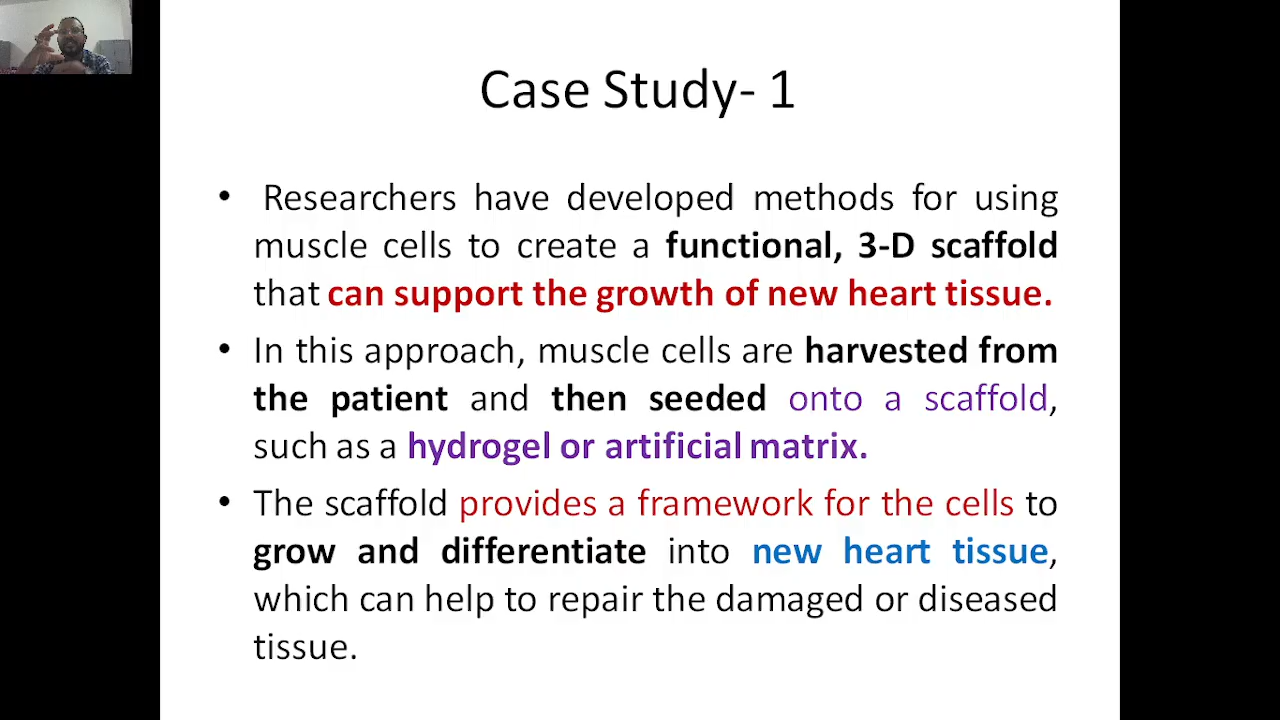 Case Study- 1
• Researchers have developed methods for using
muscle cells to create a functional, 3-D scaffold
that can support the growth of new heart tissue.
• In this approach, muscle cells are harvested from
the patient and then seeded onto a scaffold,
such as a hydrogel or artificial matrix.
• The scaffold provides a framework for the cells to
grow and differentiate into new heart tissue,
which can help to repair the damaged or diseased
tissue.